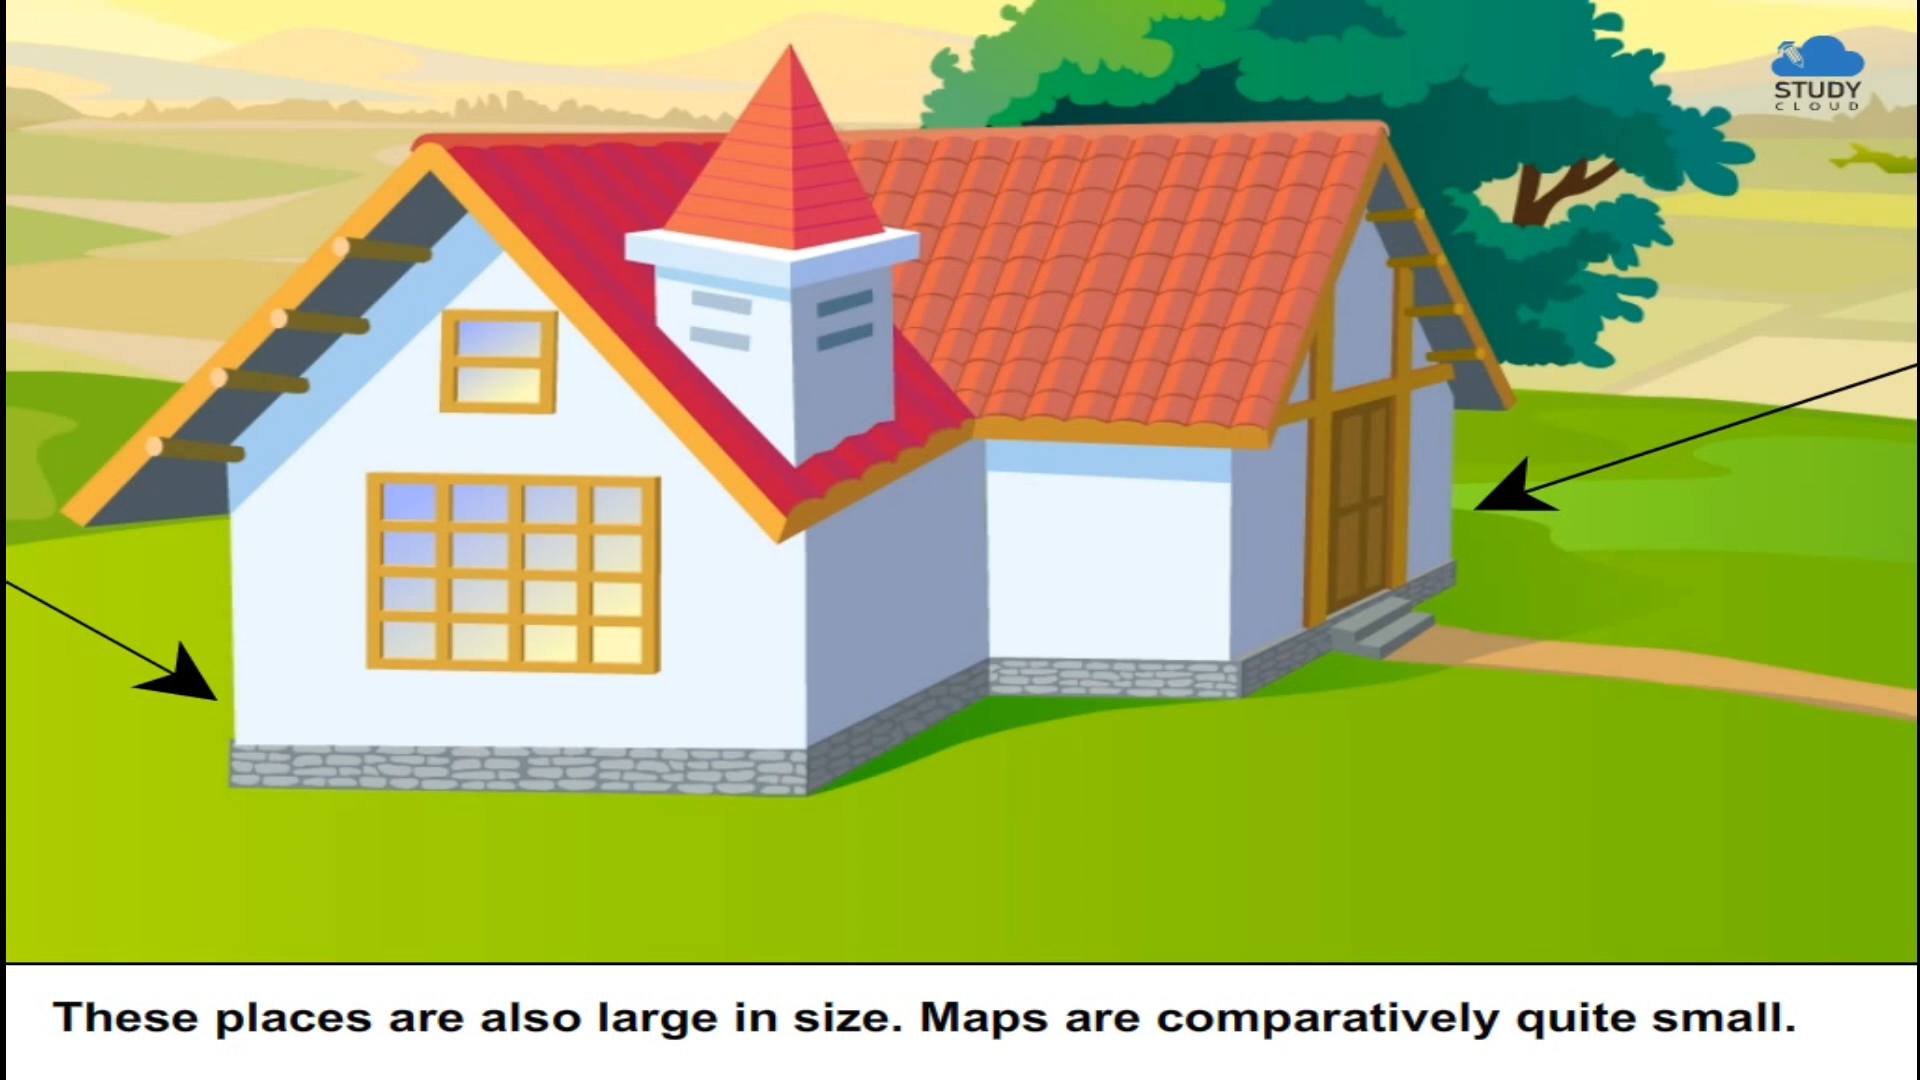 STUDY
CLOUD
These places are also large in size. Maps are comparatively quite small.